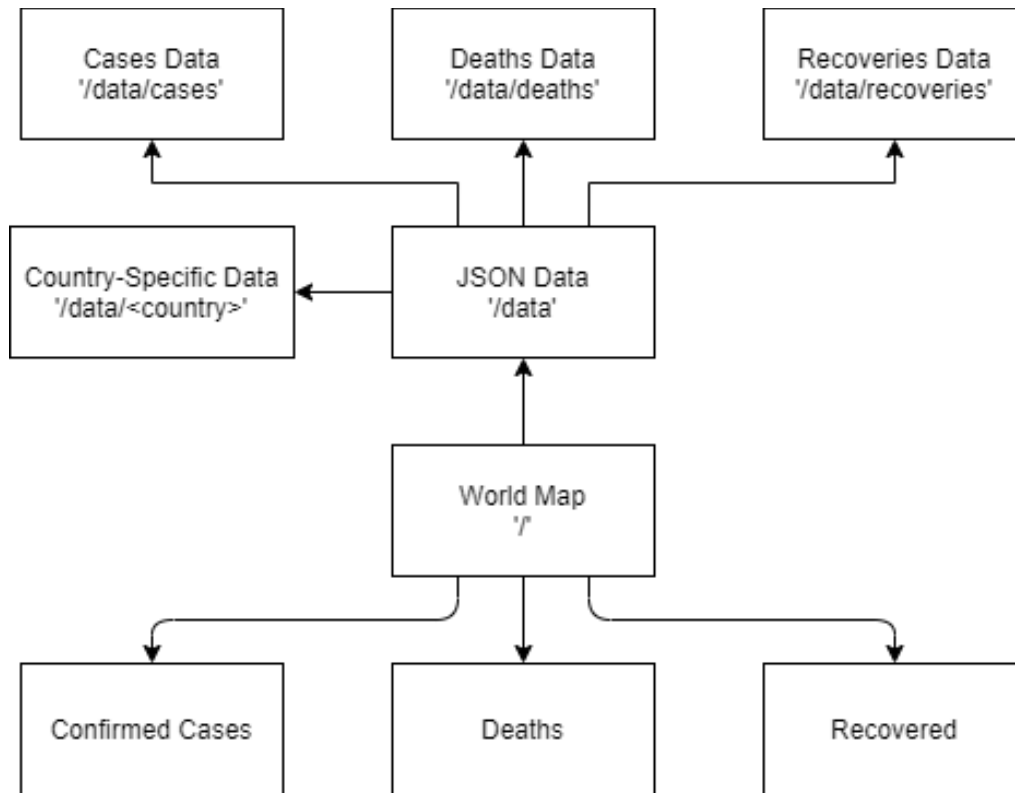 Cases Data
'/data/cases'
Deaths Data
'/data/deaths'
Recoveries Data
'/data/recoveries'
Country-Specific Data
'/data/<country>'
JSON Data
'/data'
World Map
'/'
Confirmed Cases
Deaths
Recovered